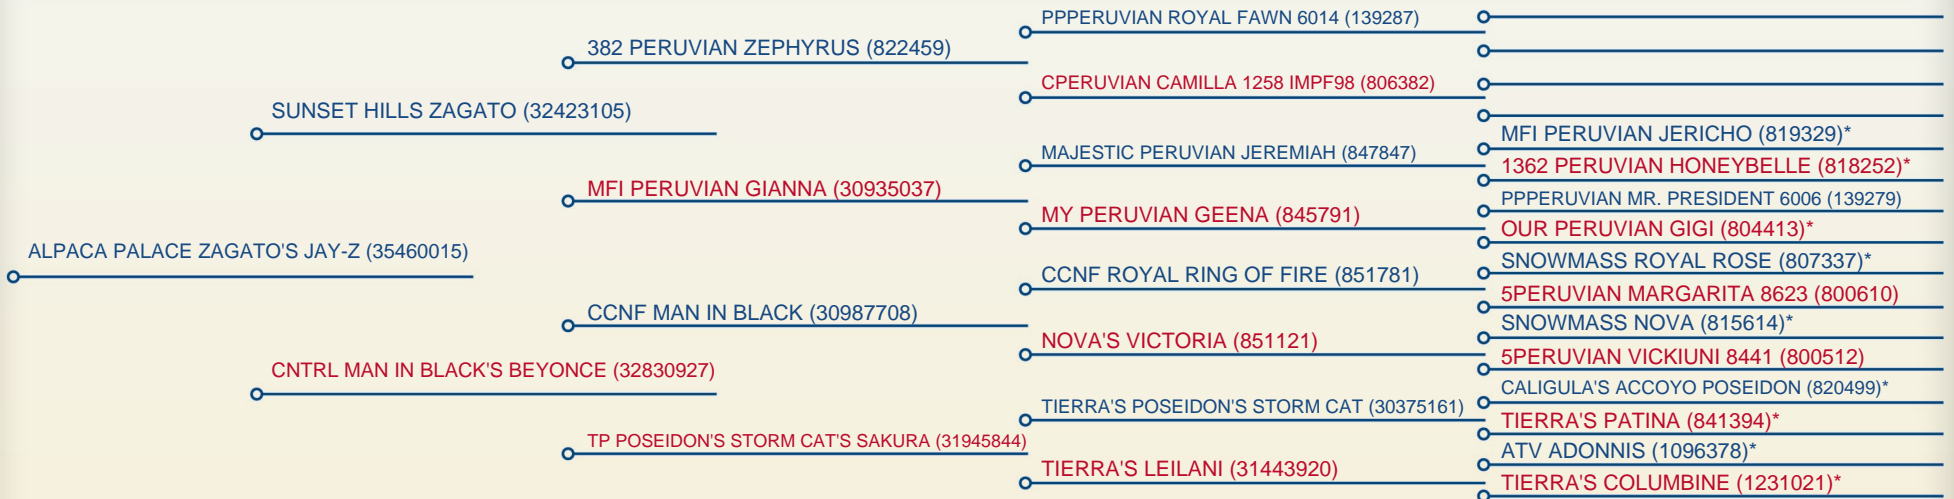 ALPACA PALACE ZAGATO'S JAY-Z (35460015)
SUNSET HILLS ZAGATO (32423105)
CNTRL MAN IN BLACK'S BEYONCE (32830927)
382 PERUVIAN ZEPHYRUS (822459)
MFI PERUVIAN GIANNA (30935037)
CCNF MAN IN BLACK (30987708)
TP POSEIDON'S STORM CAT'S SAKURA (31945844)
PPPERUVIAN ROYAL FAWN 6014 (139287)
CPERUVIAN CAMILLA 1258 IMPF98 (806382)
MAJESTIC PERUVIAN JEREMIAH (847847)
MY PERUVIAN GEENA (845791)
CCNF ROYAL RING OF FIRE (851781)
NOVA'S VICTORIA (851121)
TIERRA'S POSEIDON'S STORM CAT (30375161)
TIERRA'S LEILANI (31443920)
MFI PERUVIAN JERICHO (819329)*
1362 PERUVIAN HONEYBELLE (818252)*
PPPERUVIAN MR. PRESIDENT 6006 (139279)
OUR PERUVIAN GIGI (804413)*
SNOWMASS ROYAL ROSE (807337)*
5PERUVIAN MARGARITA 8623 (800610)
SNOWMASS NOVA (815614)*
5PERUVIAN VICKIUNI 8441 (800512)
CALIGULA'S ACCOYO POSEIDON (820499)*
TIERRA'S PATINA (841394)*
ATV ADONNIS (1096378)*
TIERRA'S COLUMBINE (1231021)*